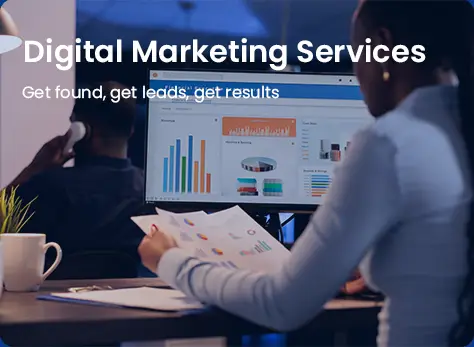 Digital Marketing Services
Get found, get leads, get results